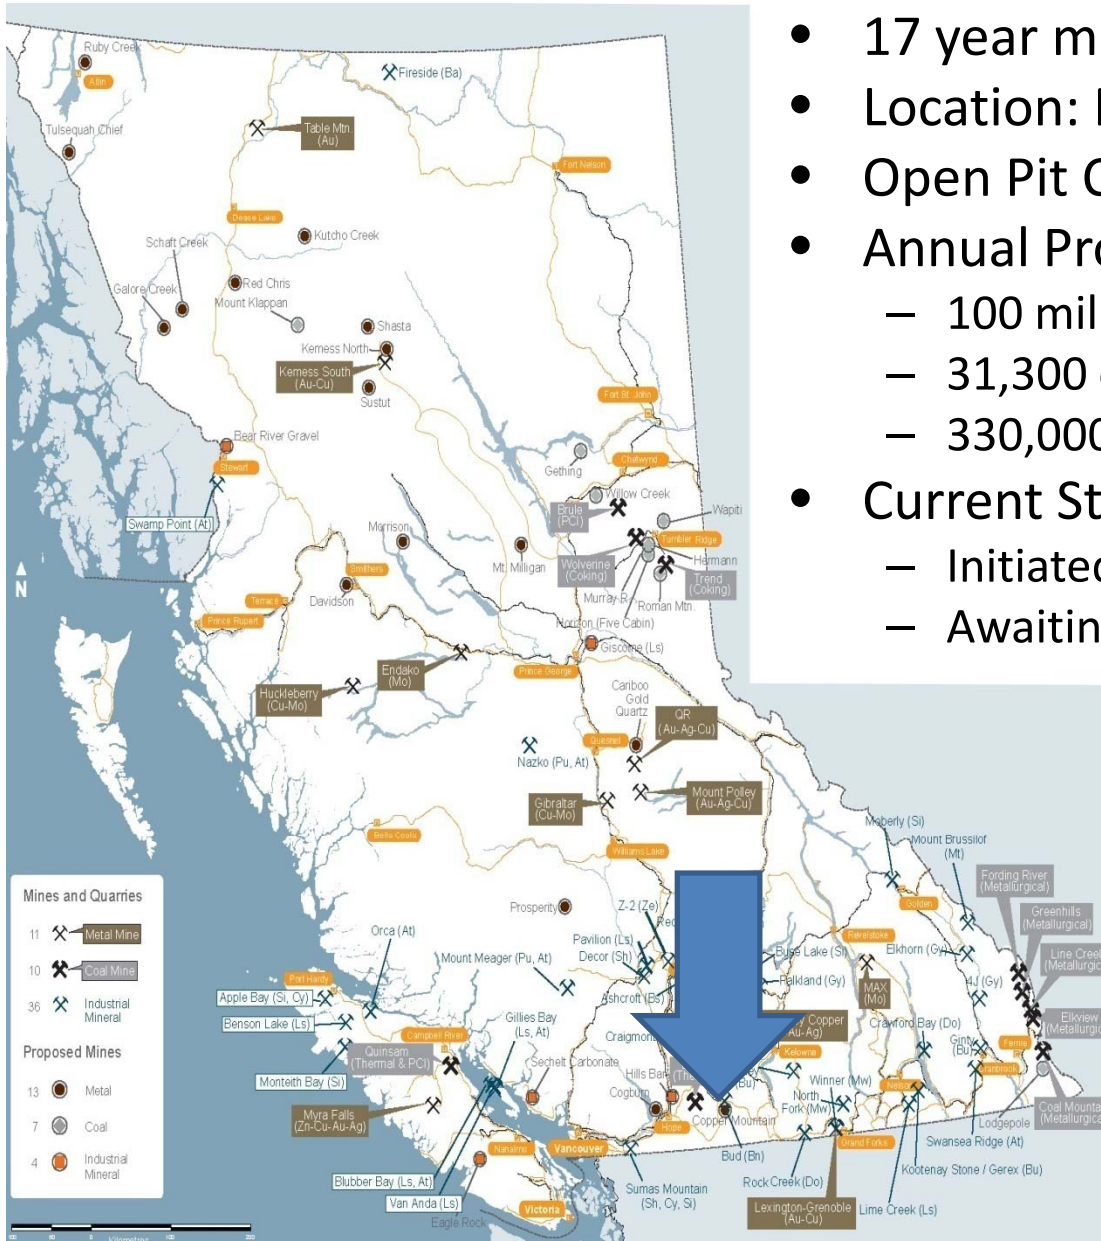 17 year m
Location:
Open Pit
Annual Pro
– 100 mil
– 31,300
– 330,000
Current St
– Initiated
– Awaitin
Ruby Creek
Atlin
Fireside (Ba)
Tulsequah Chief
Table Mtn.
(Au)
Fort Nelson
Dease Lake
Kutcho Creek
Schaft Creek
Red Chris
Galore Creek
Mount Klappan
Shasta
Kemess North
Kemess South
(Au-Cu)
Sustut
Fort St. John
Bear River Gravel
Stewart
Chetwynd
Gething
Willow Creek
Brule
(PCI)
Wapiti
Swamp Point (At)
Morrison
Tumbler Ridge
Mt. Milligan
Wolverine
(Coking)
Hermann
Trend
(Coking)
Smithers
Murray R.
Roman Mtn.
N
Terrace
Davidson
Prince Rupert
Horizon (Five Cabin)
Giscome (Ls)
Endako
(Mo)
Prince George
Huckleberry
(Cu-Mo)
Cariboo
Gold
Quartz
QR
(Au-Ag-Cu)
Quesnel
Nazko (Pu, At)
Mount Polley
(Au-Ag-Cu)
Gibraltar
(Cu-Mo)
Bella Coola
Williams Lake
Moberly (Si)
Mount Brussilof
(Mt)
Fording River
(Metallurgical)
Golden
Greenhills
(Metallurgical)
Prosperity
Z-2 (Ze)
Orca (At)
Pavilion (Ls)
Decor (Sh)
Revelstoke
Buse Lake (Si)
Elkhorn (Gy)
Line Creek
(Metallurgic
Mount Meager (Pu, At)
Falkland (Gy)
MAX
(Mo)
4J (Gy)
Port Hardy
Apple Bay (Si, Cy)
Ashcroft (Bs)
Benson Lake (Ls)
Gillies Bay
(Ls, At)
Copper
Au-Ag)
Crawford Bay (Do)
Elkview
(Metallurgic
Campbell River
Craigmont
Ginty
(Bu)
Fernie
Quinsam
(Thermal & PCI)
Sechelt Carbonate
Kelowna
Cranbrook
Monteith Bay (Si)
Hills Bar
(Bu)
Winner (Mw)
Nelson
Myra Falls
(Zn-Cu-Au-Ag)
Cogburn
North
Fork (Mw)
Coal Mounta
(Metallurgical
Hope
Copper Mountain
Lodgepole
Nanaimo
Vancouver
Grand Forks
Swansea Ridge (At)
Bud (Bn)
Kootenay Stone / Gerex (Bu)
Blubber Bay (Ls, At)
Sumas Mountain
(Sh, Cy, Si)
Rock Creek (Do)
Van Anda (Ls)
Lexington-Grenoble
(Au-Cu)
Lime Creek (Ls)
Eagle Rock
Victoria
Mines and Quarries
11 Metal Mine
10 Coal Mine
36 Industrial
Mineral
Proposed Mines
13 Metal
7 Coal
4 Industrial
Mineral
Kilometres